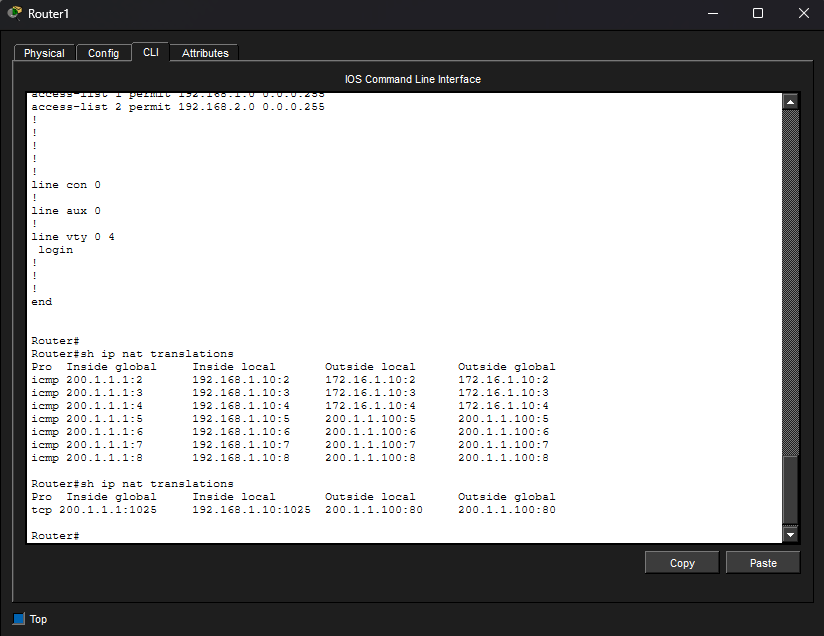 Router1
Physical Config CLI Attributes
IOS Command Line Interface
access-list 1 permit 192.168.1.0 0.0.0.255
access-list 2 permit 192.168.2.0 0.0.0.255
!
!
!
!
!
line con 0
!
line aux 0
!
line vty 0 4
 login
!
!
!
end
Router#
Router#sh ip nat translations
Pro  Inside global     Inside local       Outside local      Outside global
icmp 200.1.1.1:2       192.168.1.10:2     172.16.1.10:2      172.16.1.10:2
icmp 200.1.1.1:3       192.168.1.10:3     172.16.1.10:3      172.16.1.10:3
icmp 200.1.1.1:4       192.168.1.10:4     172.16.1.10:4      172.16.1.10:4
icmp 200.1.1.1:5       192.168.1.10:5     200.1.1.100:5      200.1.1.100:5
icmp 200.1.1.1:6       192.168.1.10:6     200.1.1.100:6      200.1.1.100:6
icmp 200.1.1.1:7       192.168.1.10:7     200.1.1.100:7      200.1.1.100:7
icmp 200.1.1.1:8       192.168.1.10:8     200.1.1.100:8      200.1.1.100:8
Router#sh ip nat translations
Pro  Inside global     Inside local       Outside local      Outside global
tcp 200.1.1.1:1025     192.168.1.10:1025  200.1.1.100:80     200.1.1.100:80
Router#
Copy Paste
Top